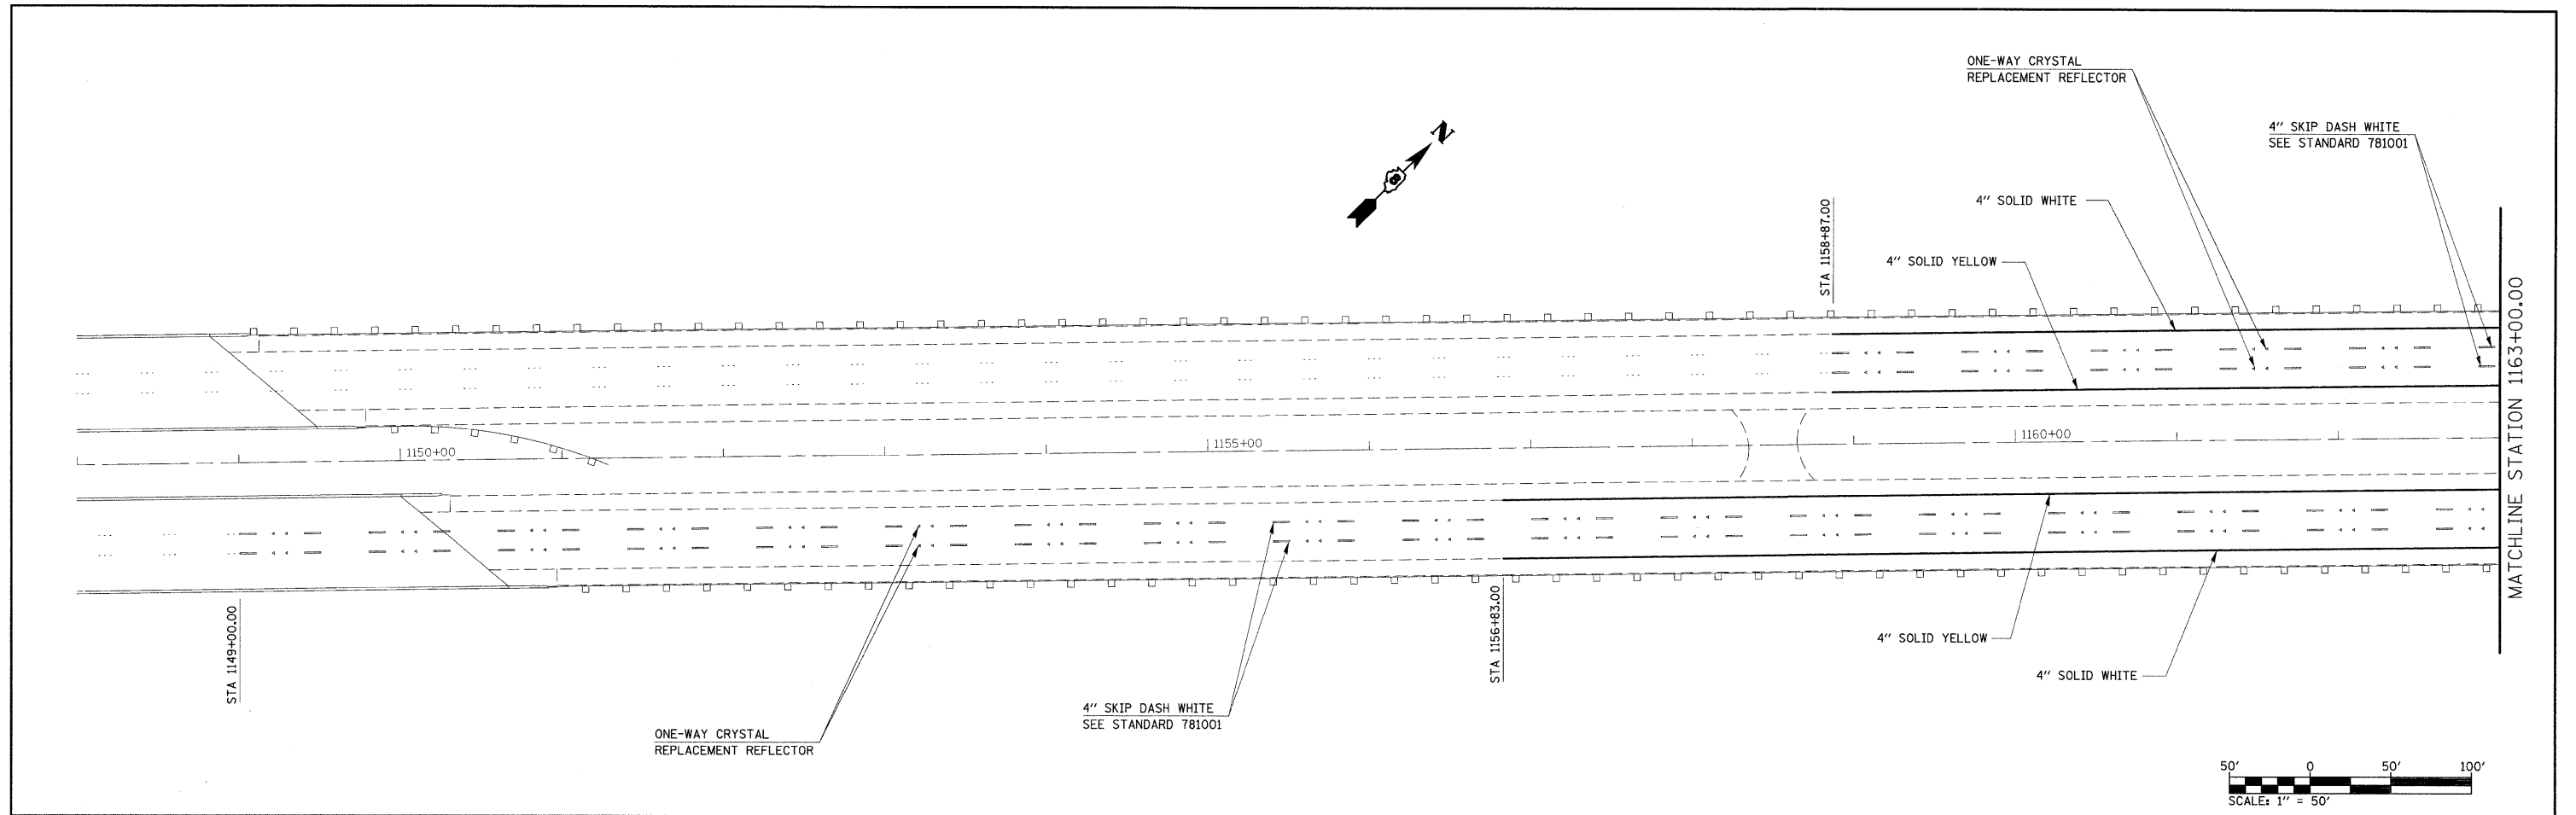 ONE-WAY CRYSTAL
REPLACEMENT REFLECTOR
4" SKIP DASH WHITE
SEE STANDARD 781001
N
4" SOLID WHITE
STA 1158+87.00
4" SOLID YELLOW
MATCHLINE STATION 1163+00.00
1150+00
1155+00
1160+00
STA 1149+00.00
STA 1156+83.00
4" SOLID YELLOW
4" SOLID WHITE
4" SKIP DASH WHITE
SEE STANDARD 781001
ONE-WAY CRYSTAL
REPLACEMENT REFLECTOR
50' 0 50' 100'
SCALE: 1" = 50'